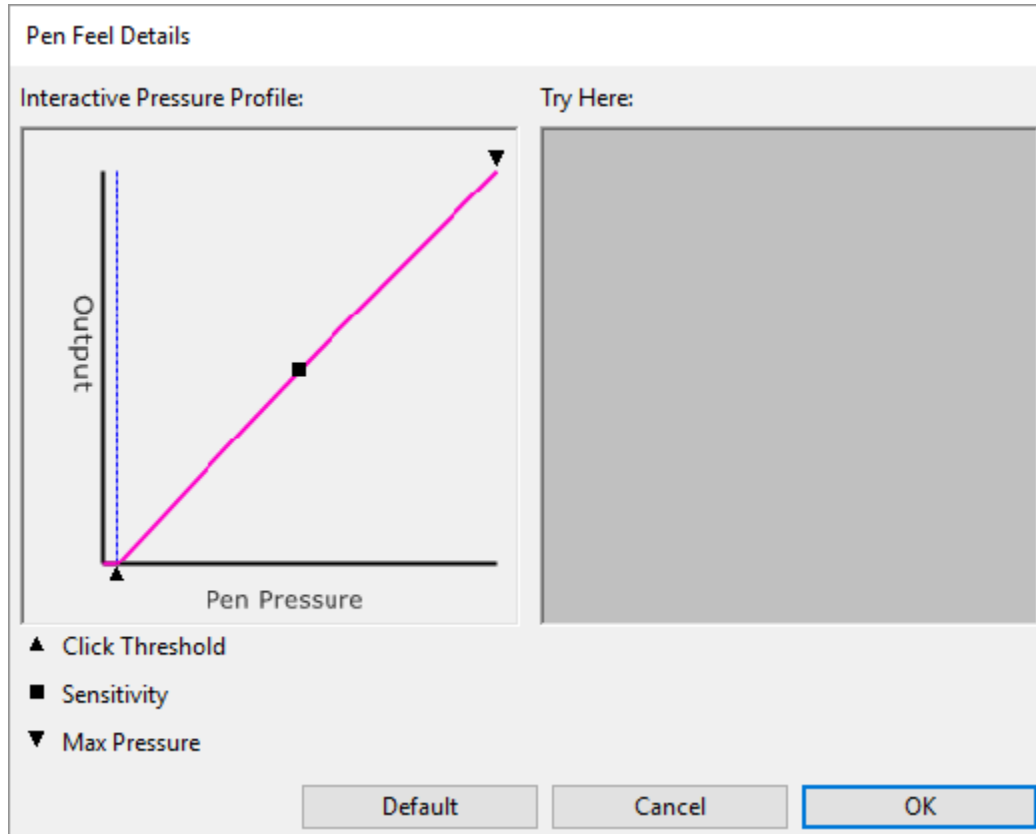 Pen Feel Details
Interactive Pressure Profile:
Try Here:
Output
Pen Pressure
Click Threshold
Sensitivity
Max Pressure
Default
Cancel
OK